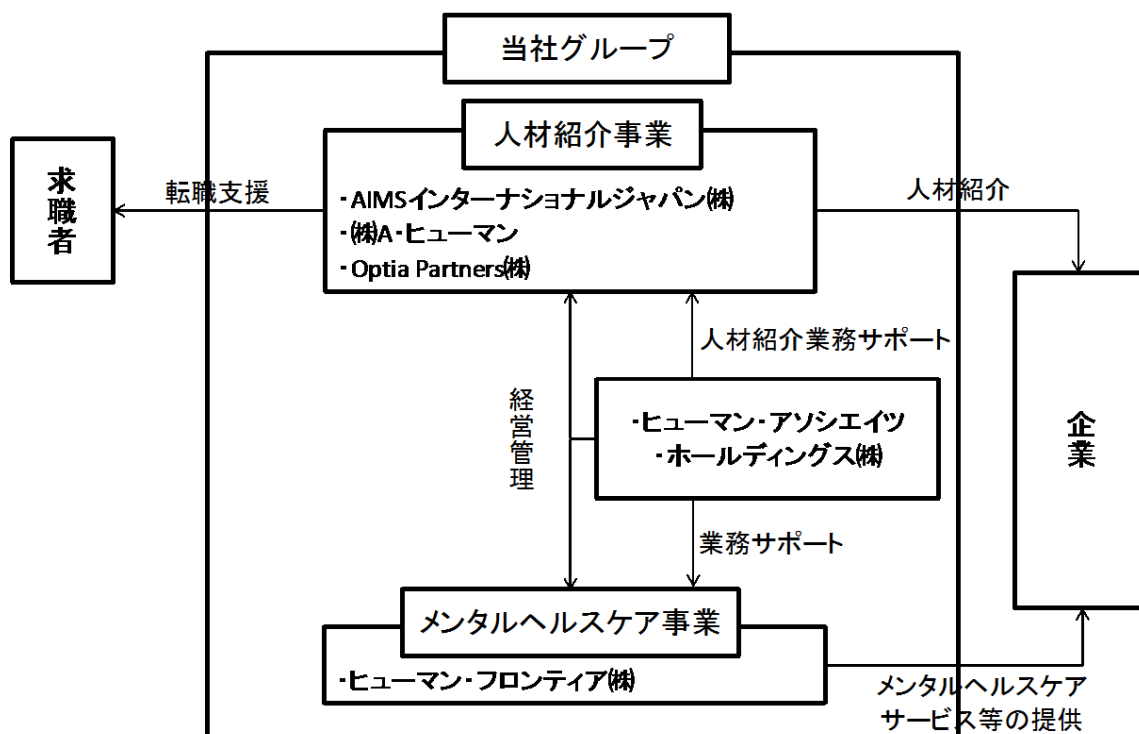 当社グループ
人材紹介事業
求職者
転職支援
・AIMSインターナショナルジャパン㈱
・㈱A・ヒューマン
・Optia Partners㈱
人材紹介
人材紹介業務サポート
経営管理
・ヒューマン・アソシエイツ
・ホールディングス㈱
企業
業務サポート
メンタルヘルスケア事業
・ヒューマン・フロンティア㈱
メンタルヘルスケア
サービス等の提供